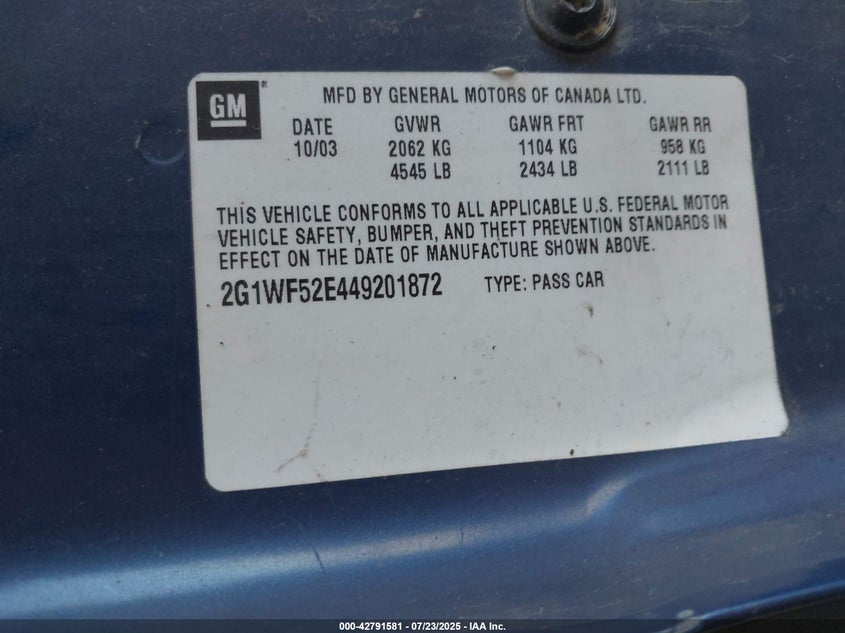 GM ® MFD BY GENERAL MOTORS OF CANADA LTD.
DATE GVWR GAWR FRT GAWR RR
10/03 2062 KG 1104 KG 958 KG
4545 LB 2434 LB 2111 LB
THIS VEHICLE CONFORMS TO ALL APPLICABLE U.S. FEDERAL MOTOR
VEHICLE SAFETY, BUMPER, AND THEFT PREVENTION STANDARDS IN
EFFECT ON THE DATE OF MANUFACTURE SHOWN ABOVE.
2G1WF52E449201872 TYPE: PASS CAR
000-42791581 - 07/23/2025 - IAA Inc.